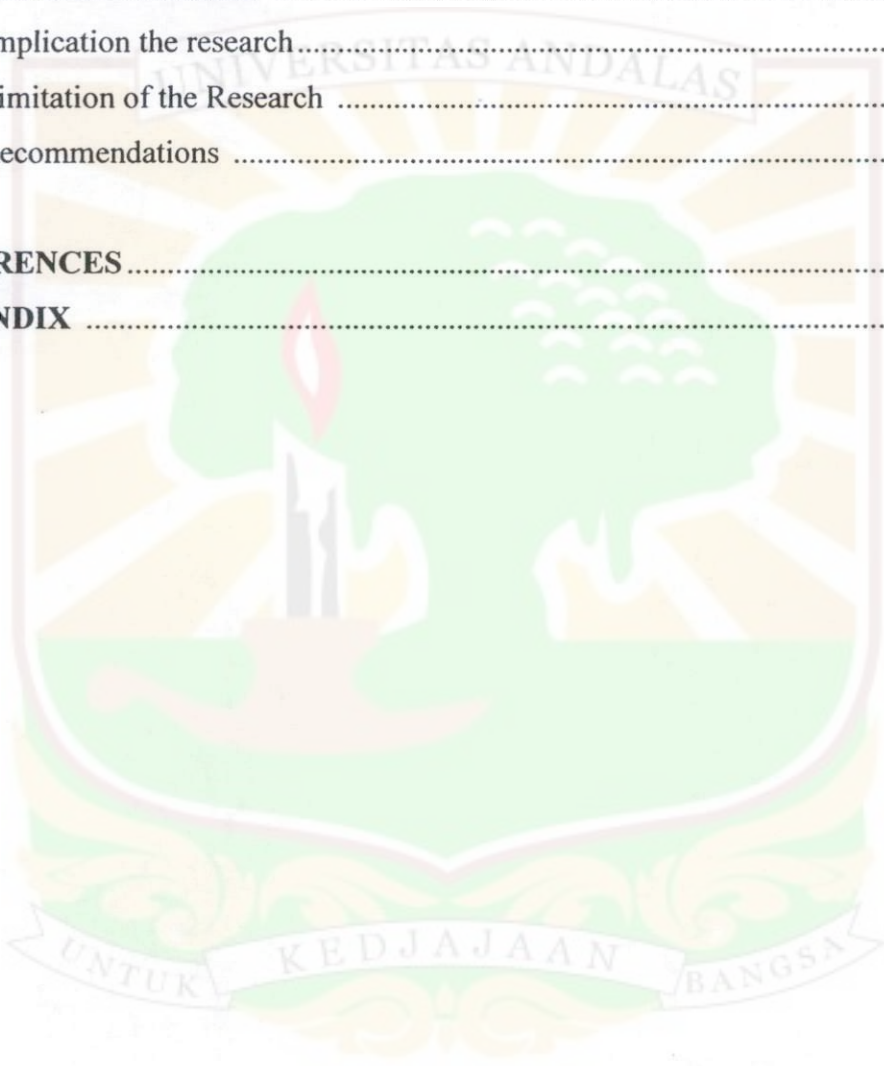 mplication the research ....................................................
UNIVERSITAS ANDALAS
imitation of the Research ....................................................
ecommendations ....................................................
RENCES ....................................................
NDIX ....................................................
UNTUK KEDJAJAAN BANGSA